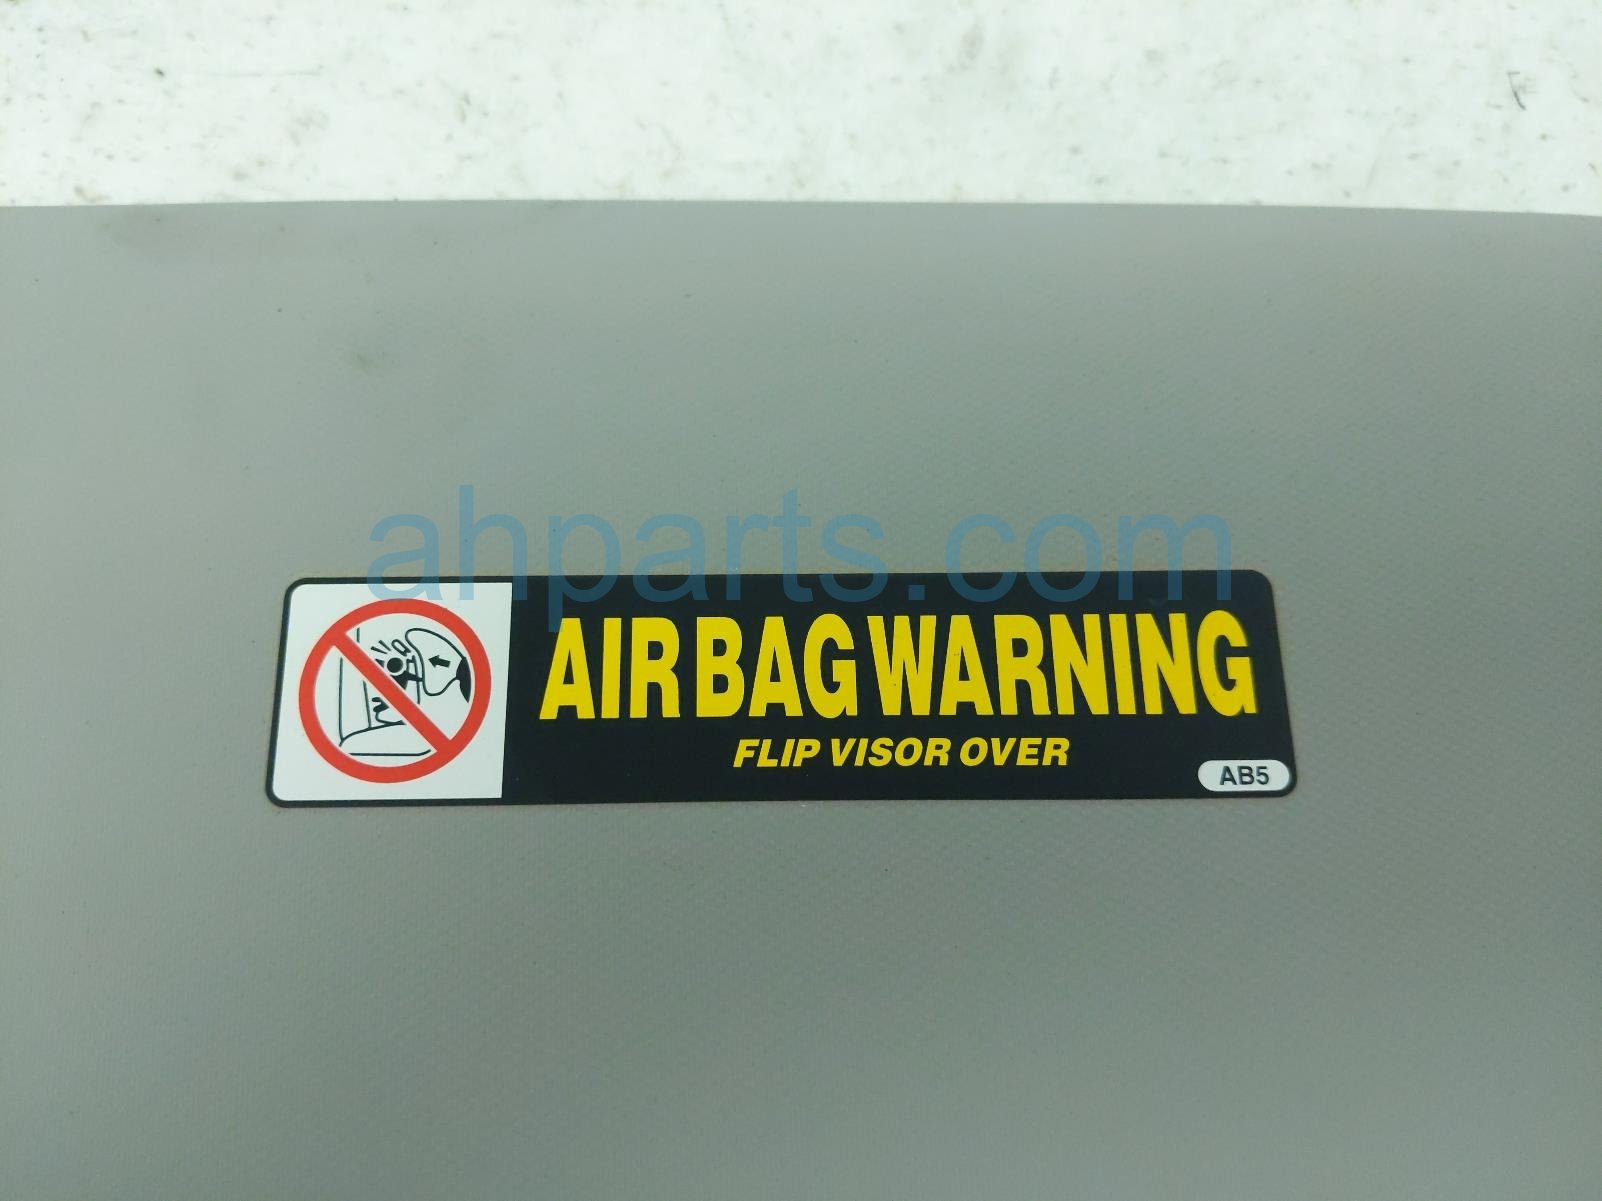 ahparts.com
AIR BAG WARNING
FLIP VISOR OVER
AB5